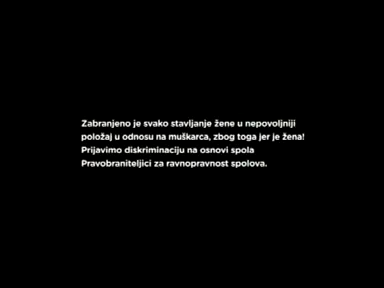 Zabranjeno je svako stavljanje žene u nepovoljniji
položaj u odnosu na muškarca, zbog toga jer je žena!
Prijavimo diskriminaciju na osnovi spola
Pravobraniteljici za ravnopravnost spolova.